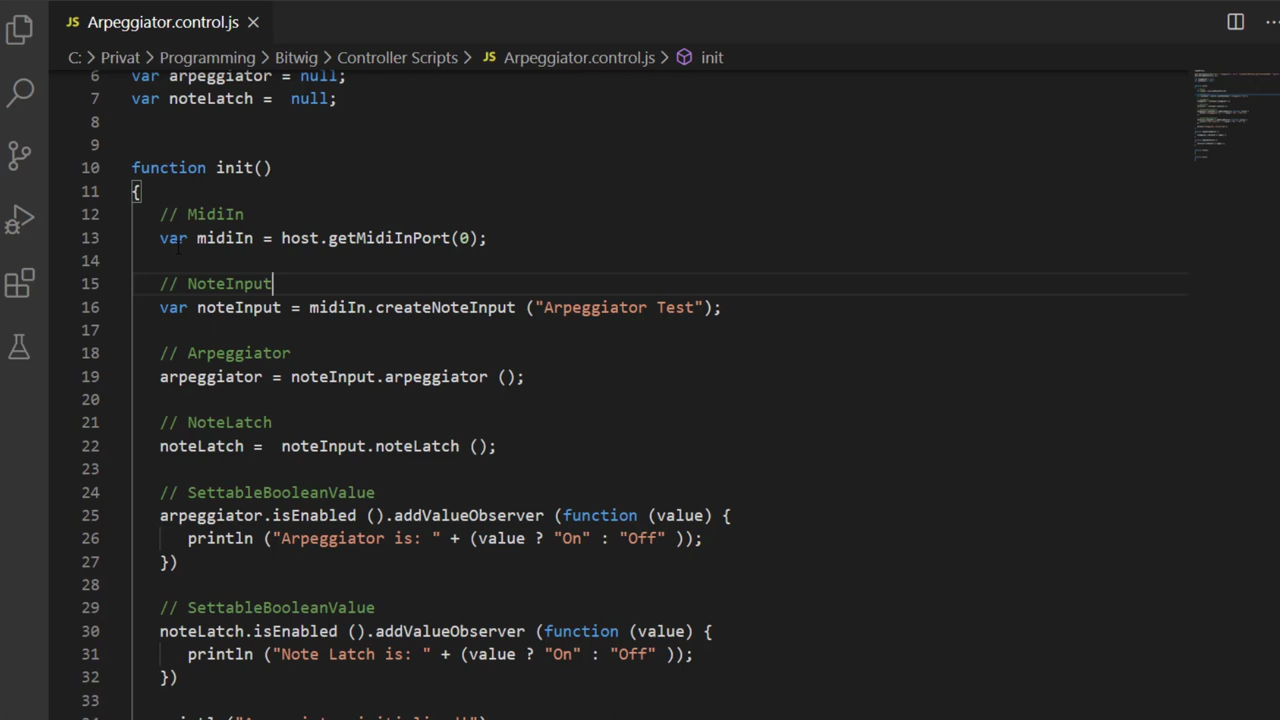 JS Arpeggiator.control.js
C: > Privat > Programming > Bitwig > Controller Scripts > JS Arpeggiator.control.js > init
6 var arpeggiator = null;
7 var noteLatch =  null;
8
9
10 function init()
11 {
12 // MidiIn
13 var midiIn = host.getMidiInPort(0);
14
15 // NoteInput
16 var noteInput = midiIn.createNoteInput ("Arpeggiator Test");
17
18 // Arpeggiator
19 arpeggiator = noteInput.arpeggiator ();
20
21 // NoteLatch
22 noteLatch =  noteInput.noteLatch ();
23
24 // SettableBooleanValue
25 arpeggiator.isEnabled ().addValueObserver (function (value) {
26 println ("Arpeggiator is: " + (value ? "On" : "Off" ));
27 })
28
29 // SettableBooleanValue
30 noteLatch.isEnabled ().addValueObserver (function (value) {
31 println ("Note Latch is: " + (value ? "On" : "Off" ));
32 })
33